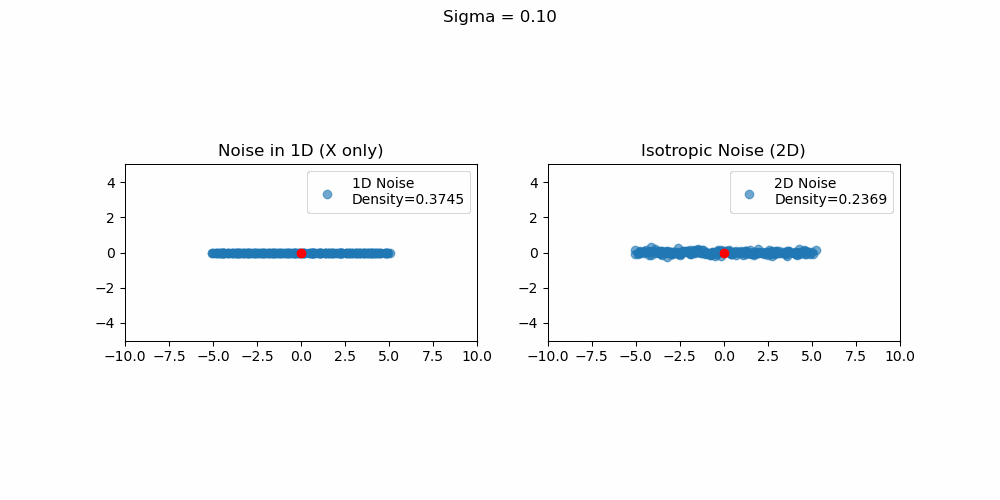 Sigma = 0.10
Noise in 1D (X only)
1D Noise
Density=0.3745
4
2
0
−2
−4
−10.0 −7.5 −5.0 −2.5 0.0 2.5 5.0 7.5 10.0
Isotropic Noise (2D)
2D Noise
Density=0.2369
4
2
0
−2
−4
−10.0 −7.5 −5.0 −2.5 0.0 2.5 5.0 7.5 10.0